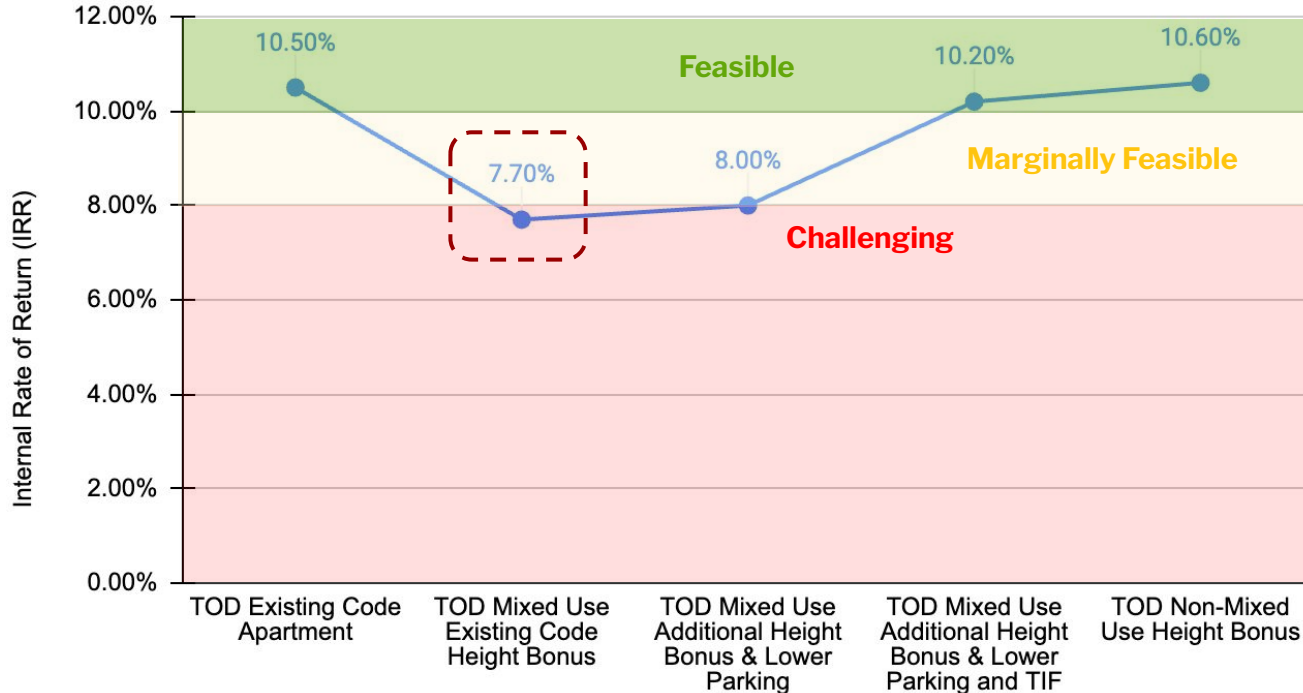 12.00%
10.50%
Feasible
10.20%
10.60%
10.00%
7.70%
8.00%
Marginally Feasible
8.00%
Challenging
6.00%
4.00%
2.00%
0.00%
Internal Rate of Return (IRR)
TOD Existing Code
Apartment
TOD Mixed Use
Existing Code
Height Bonus
TOD Mixed Use
Additional Height
Bonus & Lower
Parking
TOD Mixed Use
Additional Height
Bonus & Lower
Parking and TIF
TOD Non-Mixed
Use Height Bonus